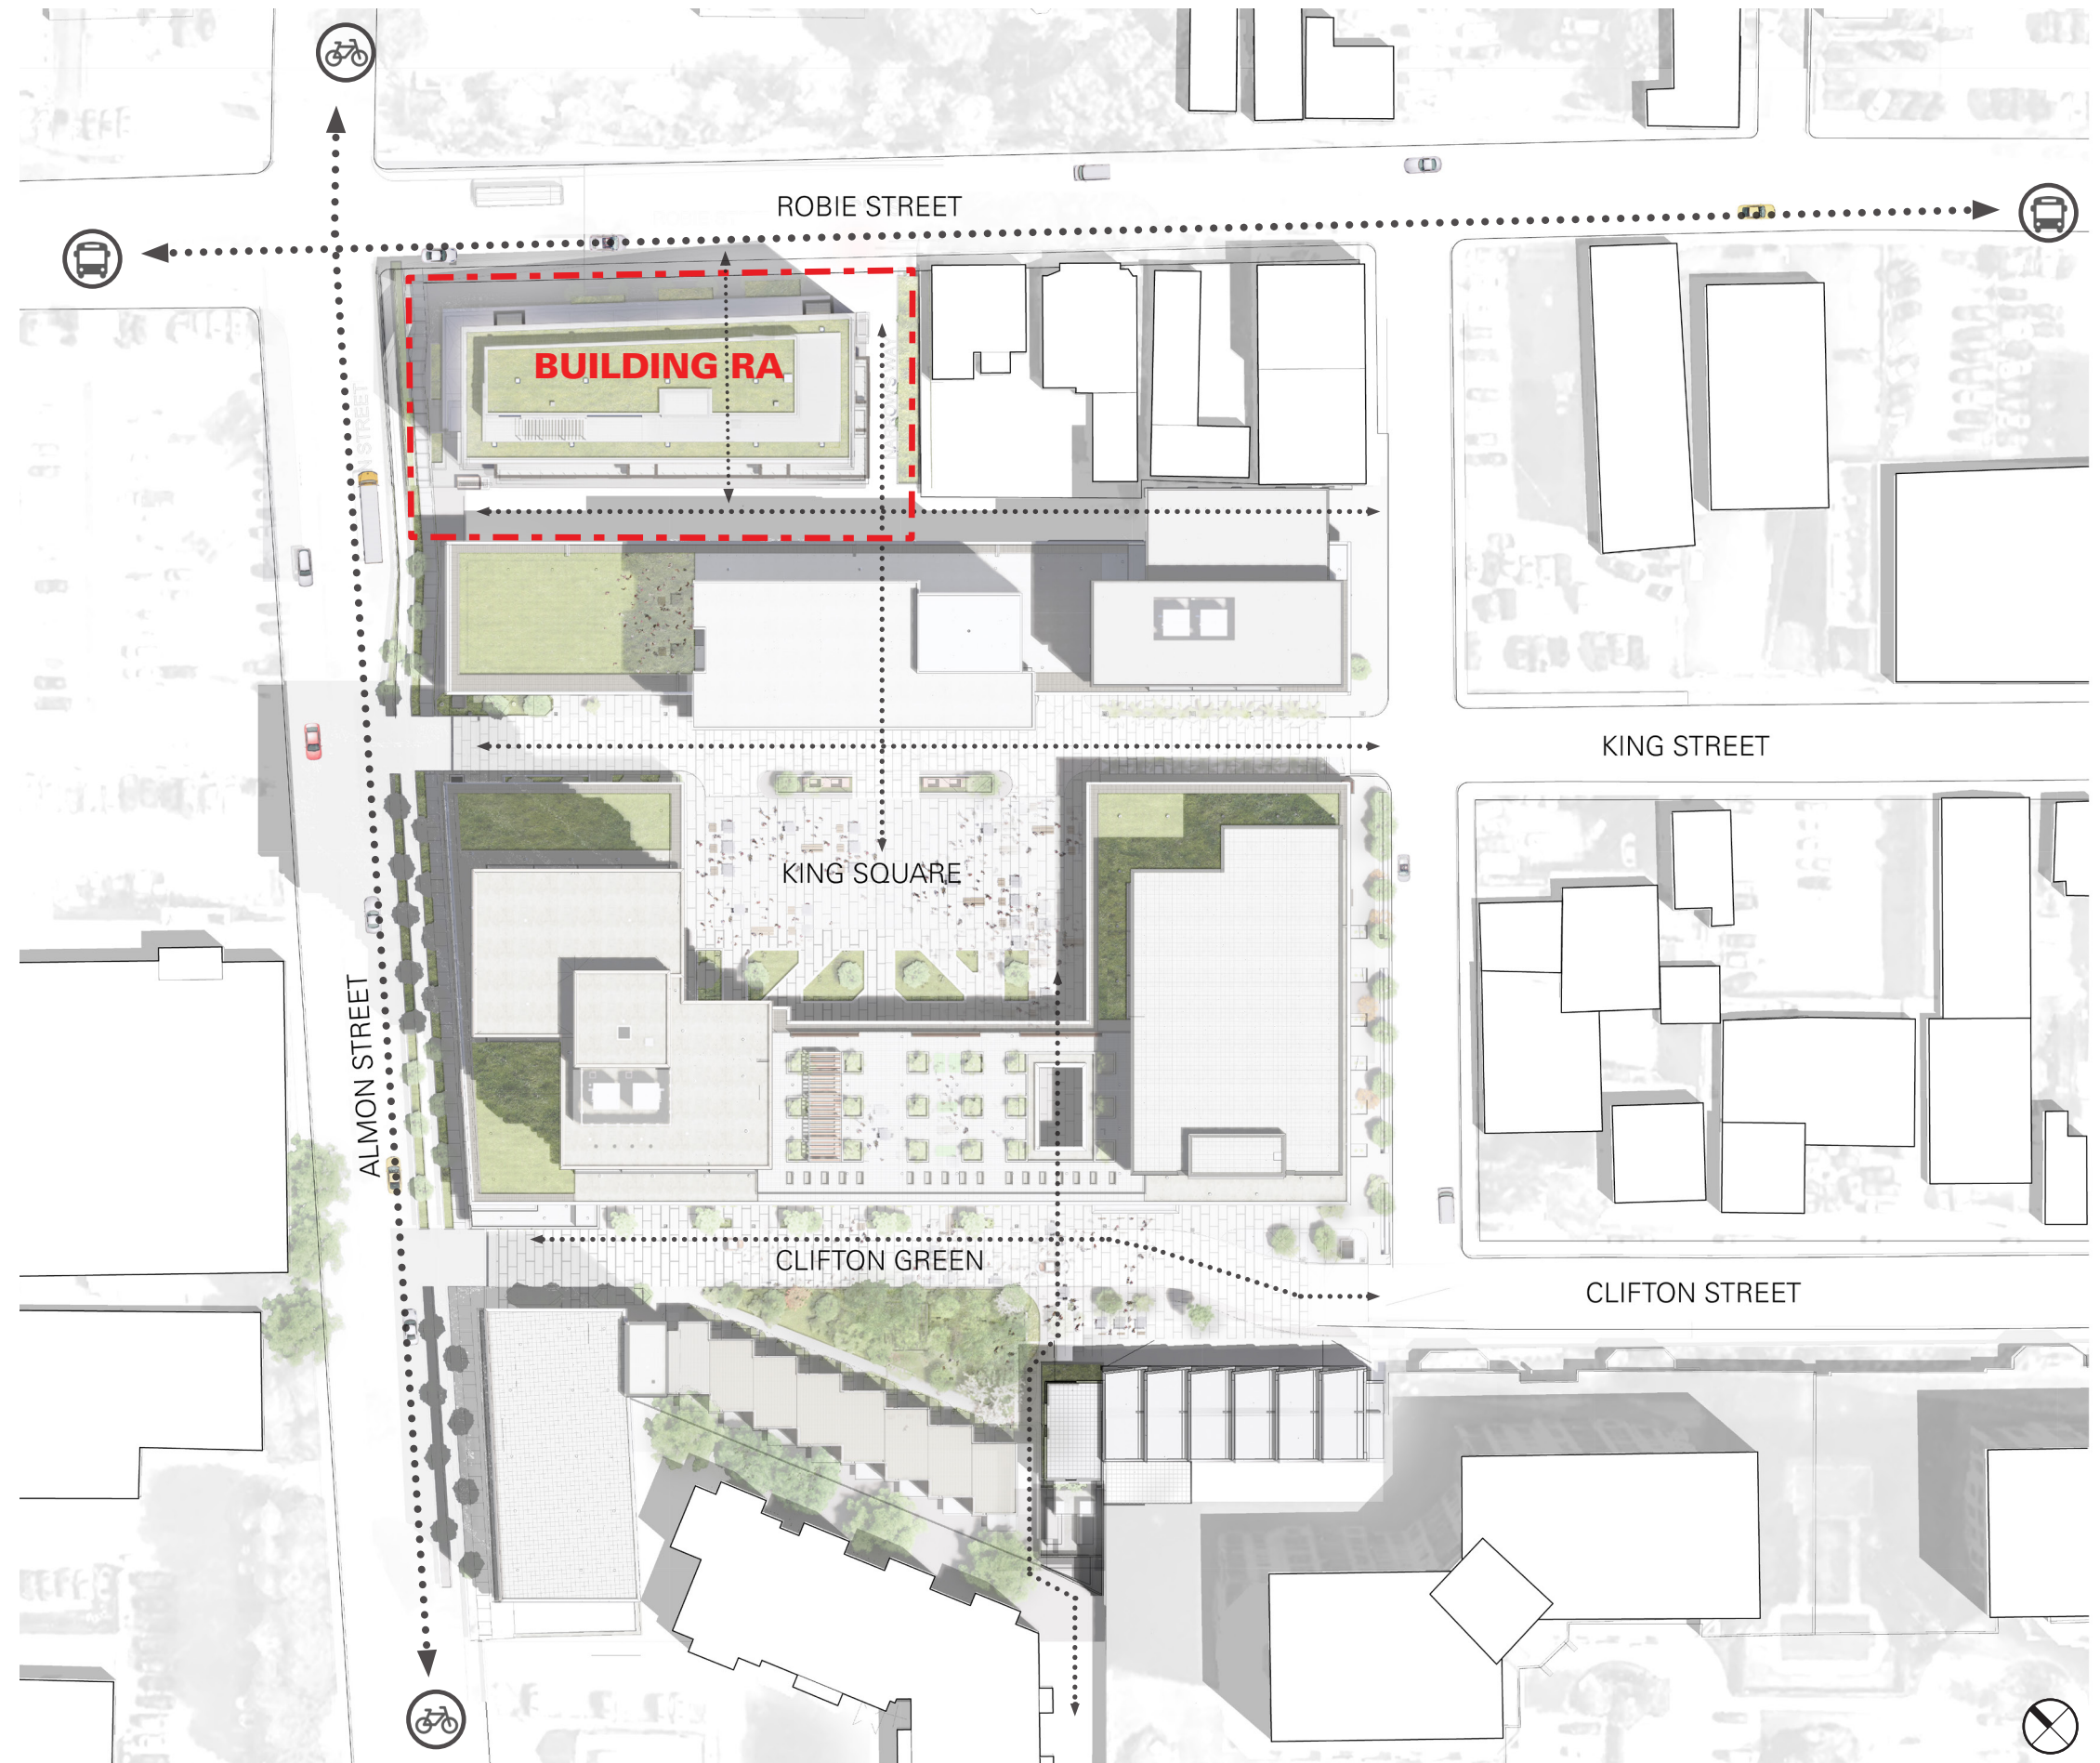 ROBIE STREET
BUILDING RA
KING STREET
KING SQUARE
ALMON STREET
CLIFTON GREEN
CLIFTON STREET